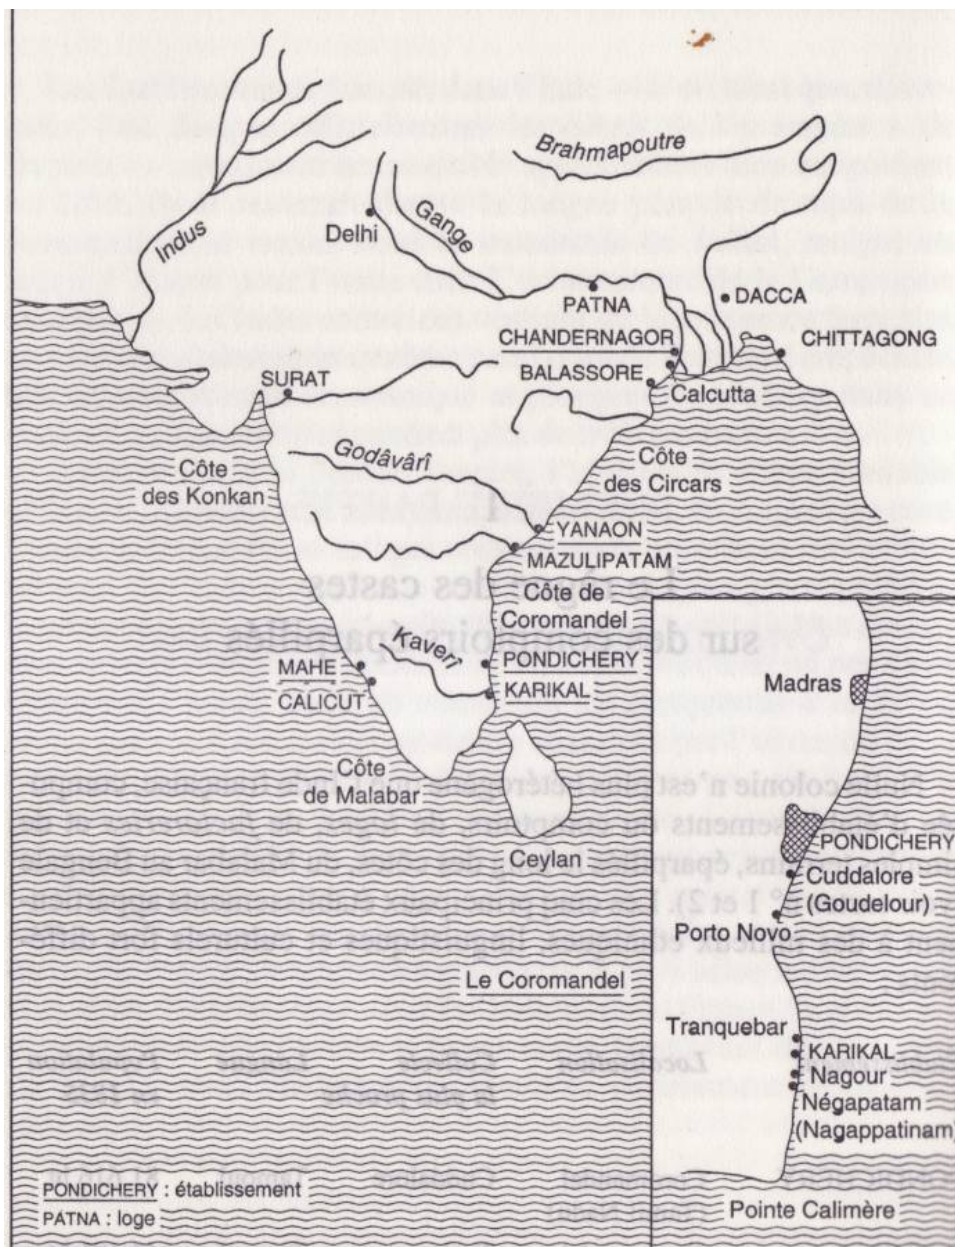 Brahmapoutre
Indus
Delhi
Gange
PATNA
DACCA
CHANDERNAGOR
CHITTAGONG
SURAT
BALASSORE
Calcutta
Godâvârî
Côte
des Konkan
Côte
des Circars
YANAON
MAZULIPATAM
Côte de
Coromandel
Kaverî
MAHE
PONDICHERY
CALICUT
KARIKAL
Côte
de Malabar
Ceylan
Le Coromandel
Madras
PONDICHERY
Cuddalore
(Goudelour)
Porto Novo
Tranquebar
KARIKAL
Nagour
Négapatam
(Nagappatinam)
Pointe Calimère
PONDICHERY : établissement
PATNA : loge